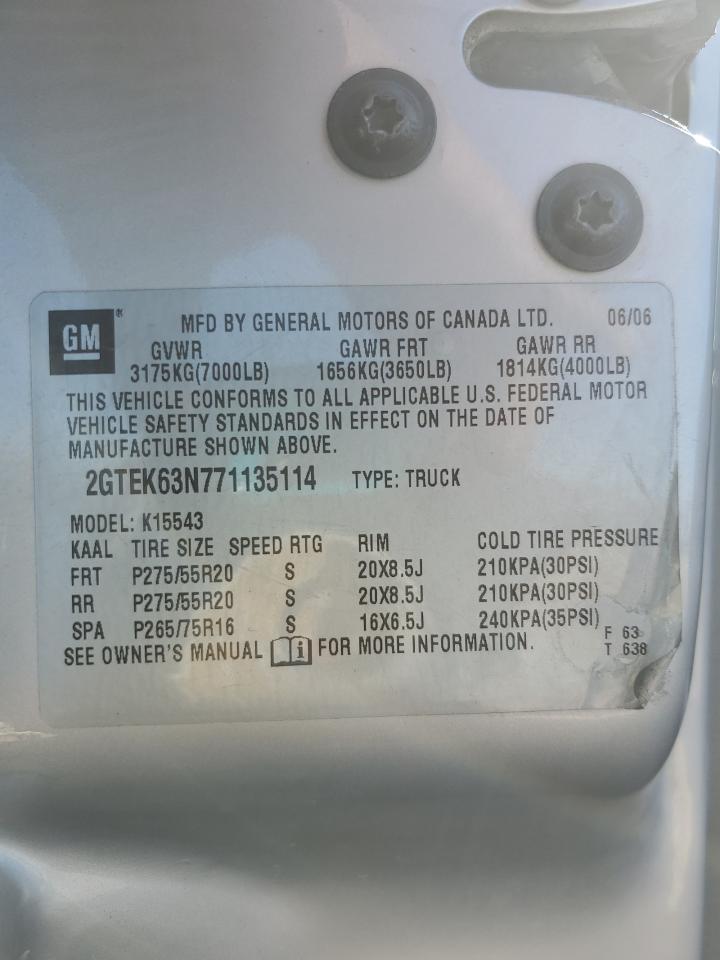 GM ® MFD BY GENERAL MOTORS OF CANADA LTD. 06/06
GVWR GAWR FRT GAWR RR
3175KG(7000LB) 1656KG(3650LB) 1814KG(4000LB)
THIS VEHICLE CONFORMS TO ALL APPLICABLE U.S. FEDERAL MOTOR
VEHICLE SAFETY STANDARDS IN EFFECT ON THE DATE OF
MANUFACTURE SHOWN ABOVE.
2GTEK63N771135114 TYPE: TRUCK
MODEL: K15543
KAAL TIRE SIZE SPEED RTG RIM COLD TIRE PRESSURE
FRT P275/55R20 S 20X8.5J 210KPA(30PSI)
RR P275/55R20 S 20X8.5J 210KPA(30PSI)
SPA P265/75R16 S 16X6.5J 240KPA(35PSI)
F 63
SEE OWNER'S MANUAL i FOR MORE INFORMATION. T 638